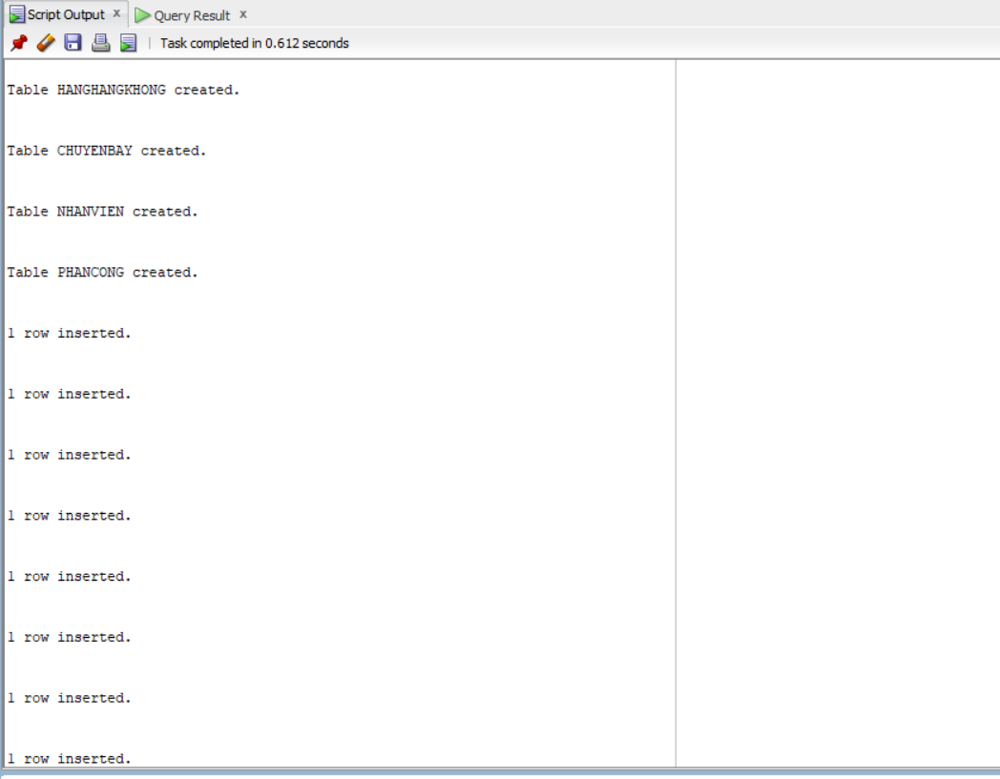 Script Output x Query Result x
Task completed in 0.612 seconds
Table HANGHANGKHONG created.
Table CHUYENBAY created.
Table NHANVIEN created.
Table PHANCONG created.
1 row inserted.
1 row inserted.
1 row inserted.
1 row inserted.
1 row inserted.
1 row inserted.
1 row inserted.
1 row inserted.